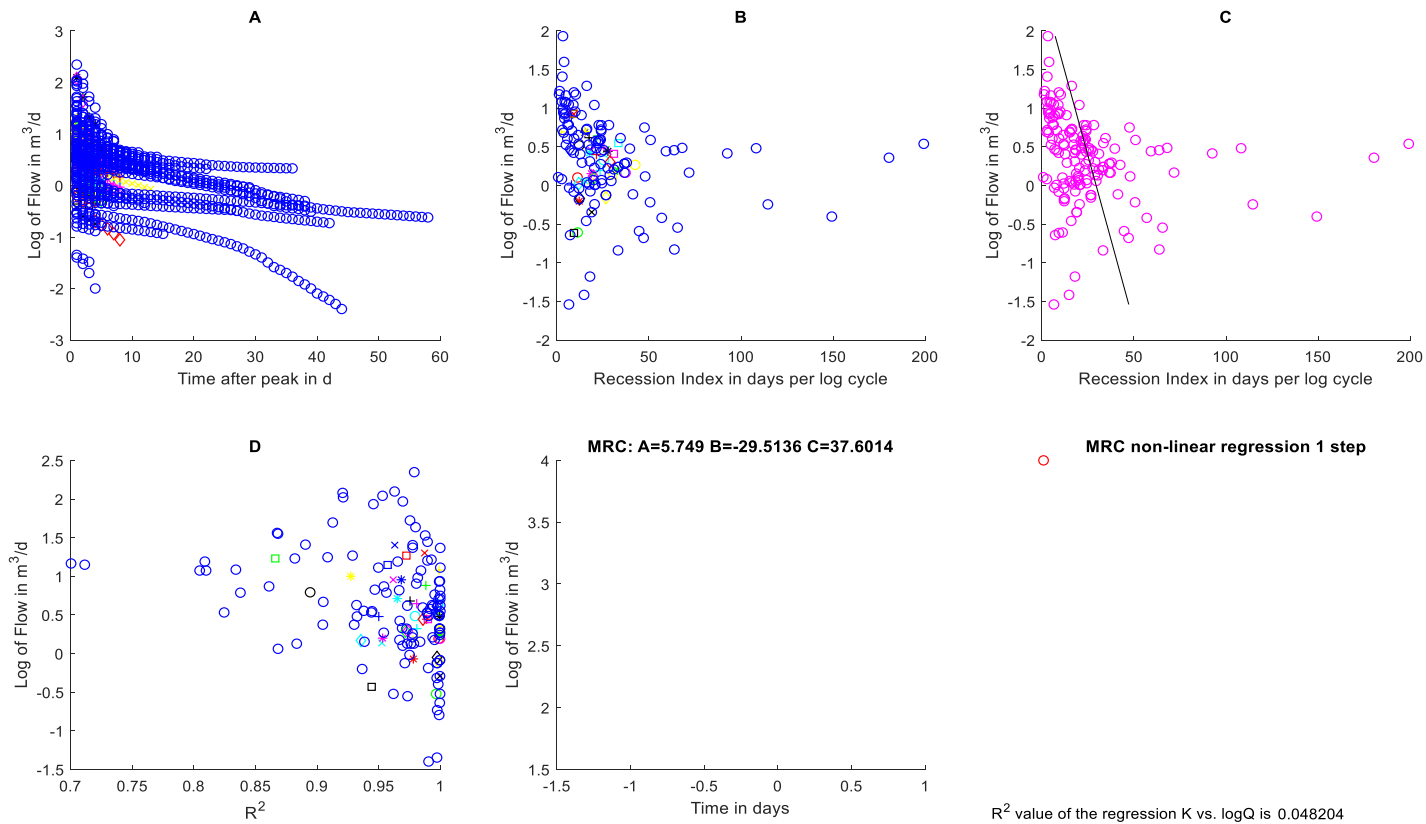 A
Log of Flow in m^3/d
3
2
1
0
-1
-2
-3
0 10 20 30 40 50 60
Time after peak in d
B
Log of Flow in m^3/d
2
1.5
1
0.5
0
-0.5
-1
-1.5
-2
0 50 100 150 200
Recession Index in days per log cycle
C
Log of Flow in m^3/d
2
1.5
1
0.5
0
-0.5
-1
-1.5
-2
0 50 100 150 200
Recession Index in days per log cycle
D
Log of Flow in m^3/d
2.5
2
1.5
1
0.5
0
-0.5
-1
-1.5
0.7 0.75 0.8 0.85 0.9 0.95 1
R^2
MRC: A=5.749 B=-29.5136 C=37.6014
Log of Flow in m^3/d
4
3.5
3
2.5
2
1.5
-1.5 -1 -0.5 0 0.5 1
Time in days
MRC non-linear regression 1 step
R^2 value of the regression K vs. logQ is 0.048204